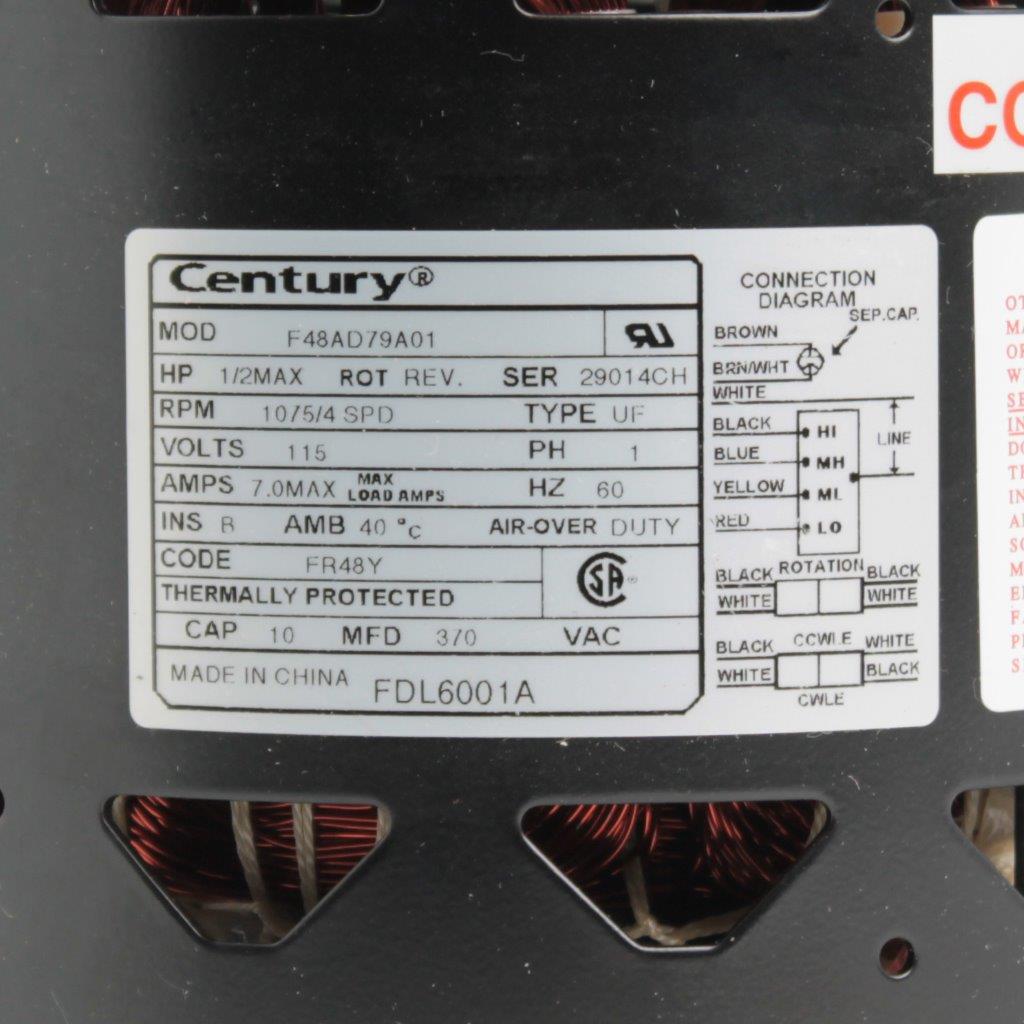 Century®
MOD F48AD79A01
HP 1/2MAX ROT REV. SER 29014CH
RPM 1075/4 SPD TYPE UF
VOLTS 115 PH 1
AMPS 7.0MAX MAX LOAD AMPS HZ 60
INS B AMB 40 °C AIR-OVER DUTY
CODE FR48Y
SA
THERMALLY PROTECTED
CAP 10 MFD 370 VAC
MADE IN CHINA FDL6001A
CONNECTION
DIAGRAM
SEP.CAP.
BROWN
BRN/WHT
WHITE
BLACK HI
LINE
BLUE MH
YELLOW ML
RED LO
ROTATION
BLACK BLACK
WHITE WHITE
CCWLE
BLACK WHITE
WHITE BLACK
CWLE